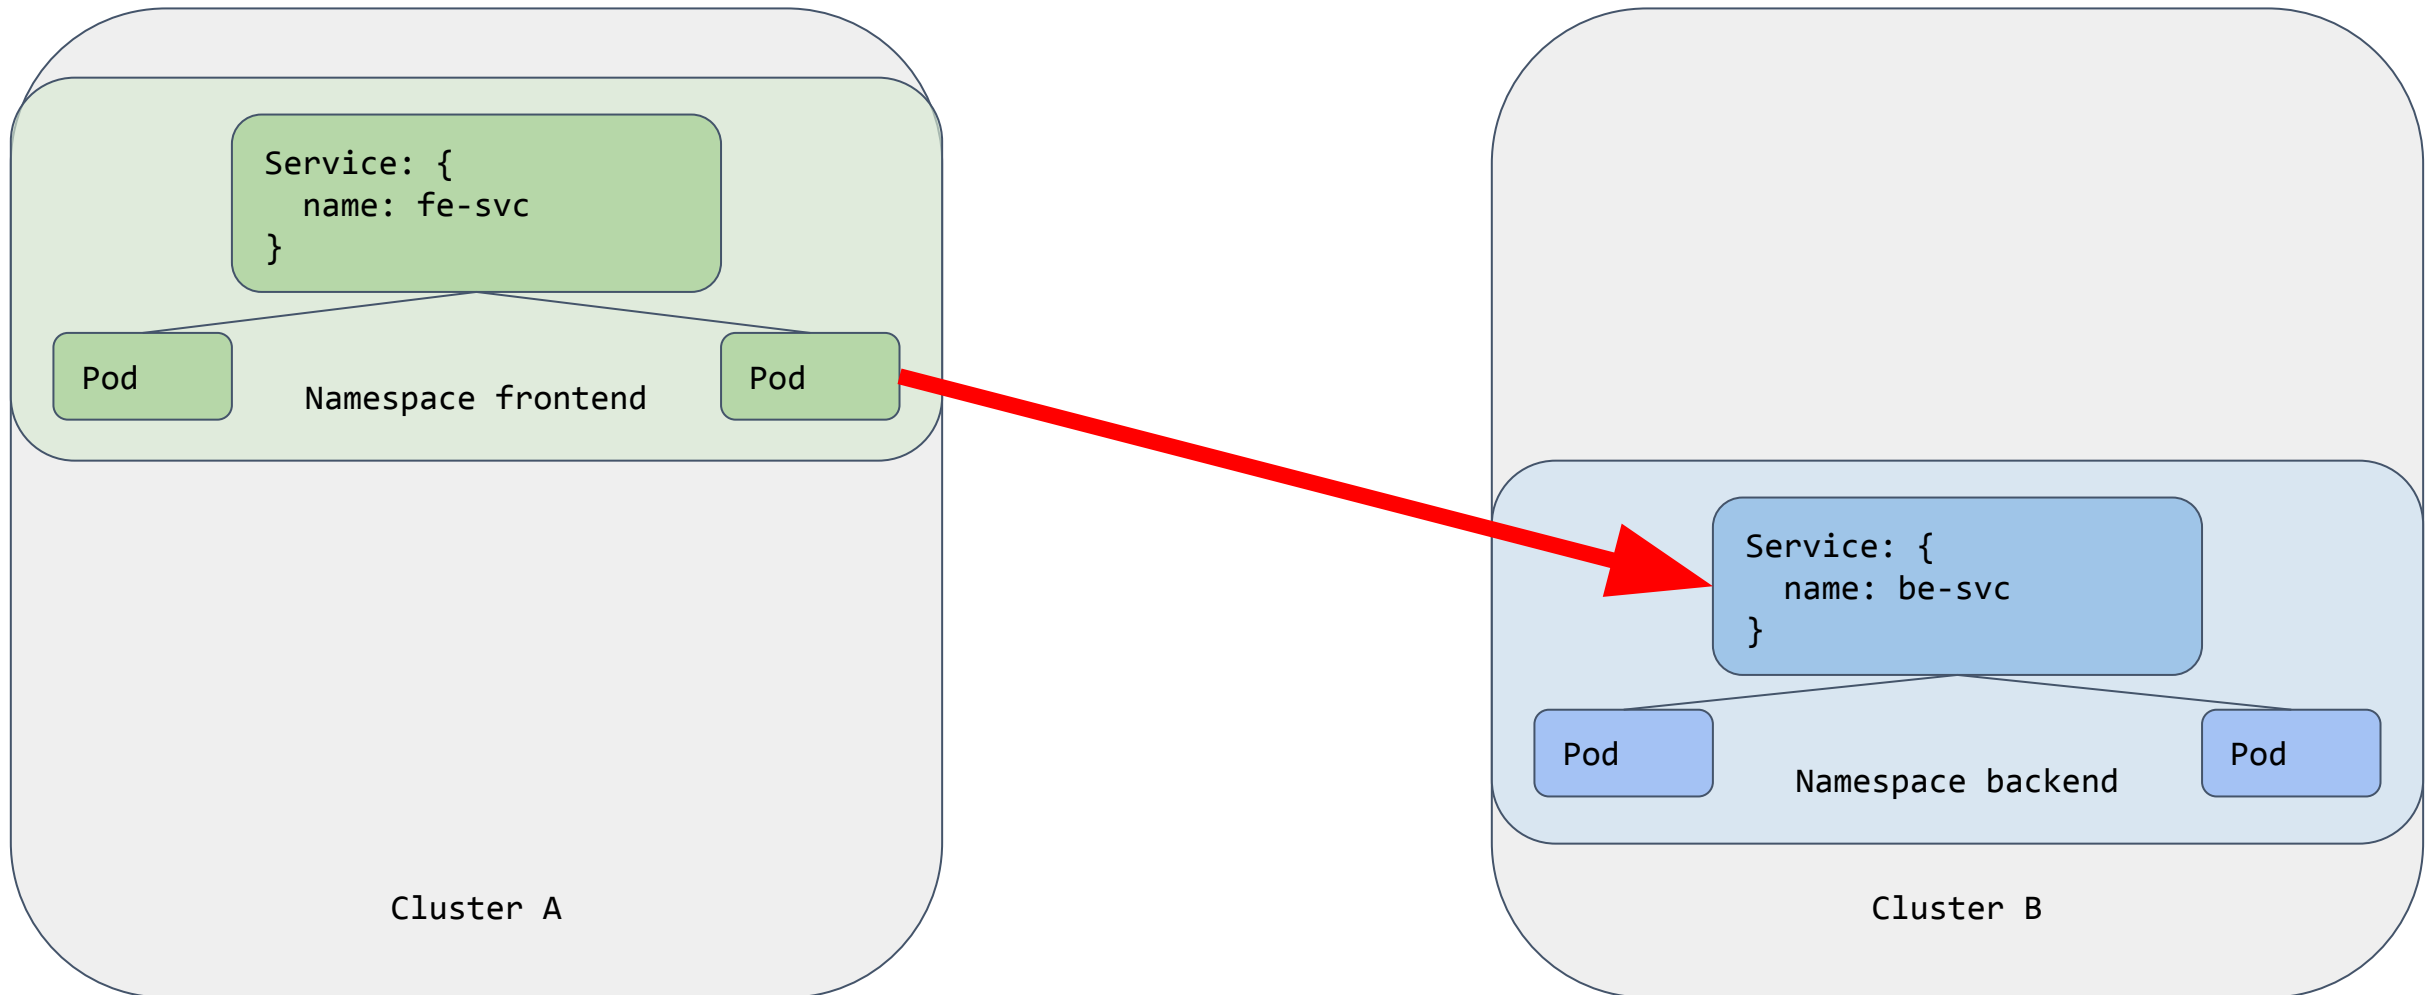 Service: {
  name: fe-svc
}
Pod
Namespace frontend
Pod
Cluster A
Service: {
  name: be-svc
}
Pod
Namespace backend
Pod
Cluster B